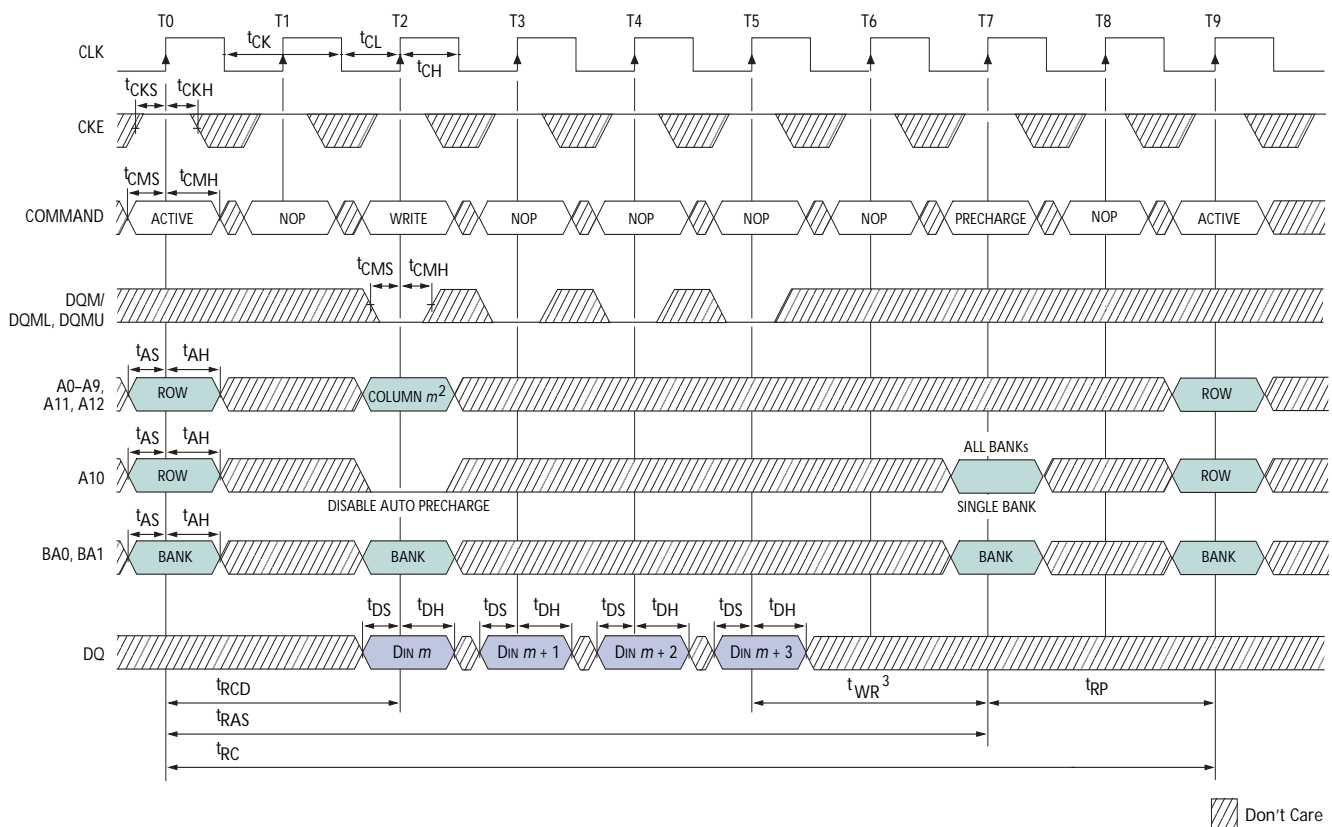 T0 T1 T2 T3 T4 T5 T6 T7 T8 T9
CLK
tCK tCL
tCH
tCKS tCKH
CKE
tCMS tCMH
COMMAND ACTIVE NOP WRITE NOP NOP NOP NOP PRECHARGE NOP ACTIVE
tCMS tCMH
DQM/
DQML, DQMU
tAS tAH
A0–A9,
A11, A12
ROW COLUMN m2 ROW
tAS tAH
ALL BANKs
A10 ROW ROW
DISABLE AUTO PRECHARGE SINGLE BANK
tAS tAH
BA0, BA1 BANK BANK BANK BANK
tDS tDH tDS tDH tDS tDH tDS tDH
DQ DIN m DIN m + 1 DIN m + 2 DIN m + 3
tRCD tWR3 tRP
tRAS
tRC
Don't Care